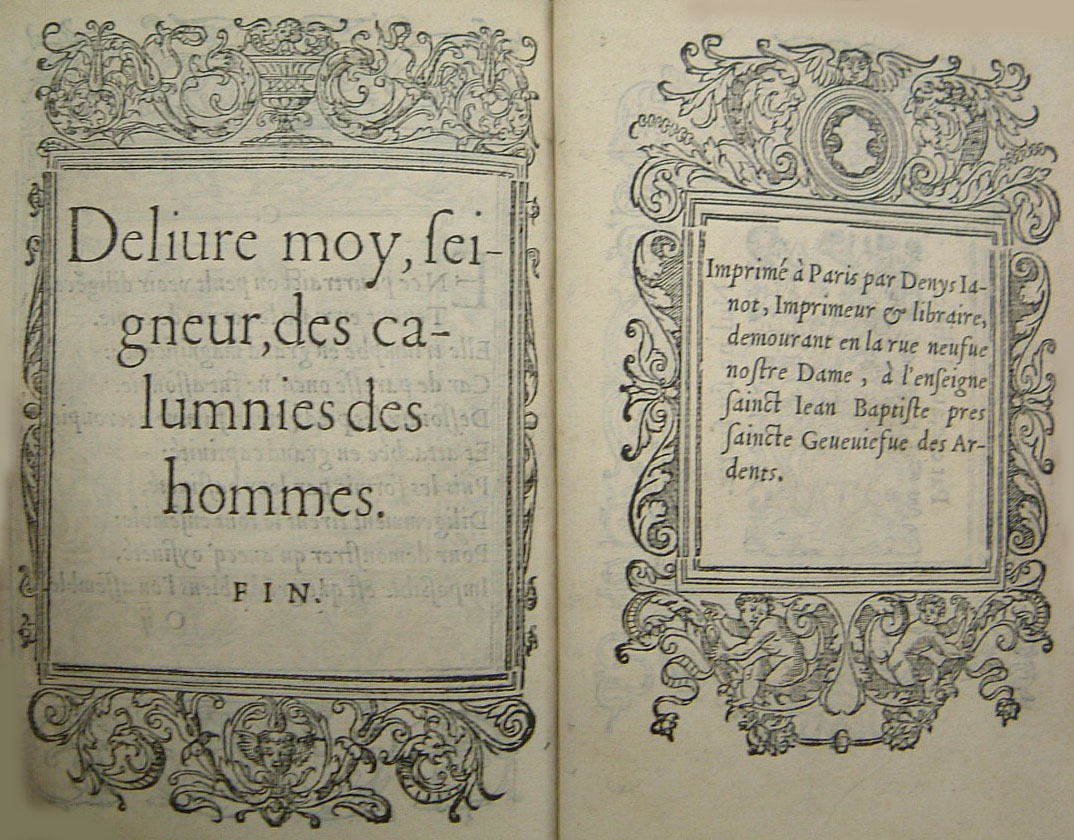 Deliure moy, ſei-
gneur, des ca-
lumnies des
hommes.
FIN.
Imprimé à Paris par Denys Ia-
not, Imprimeur & libraire,
demourant en la rue neufue
noſtre Dame, à l'enſeigne
ſainct Iean Baptiſte pres
ſaincte Geueuieſue des Ar-
dents.